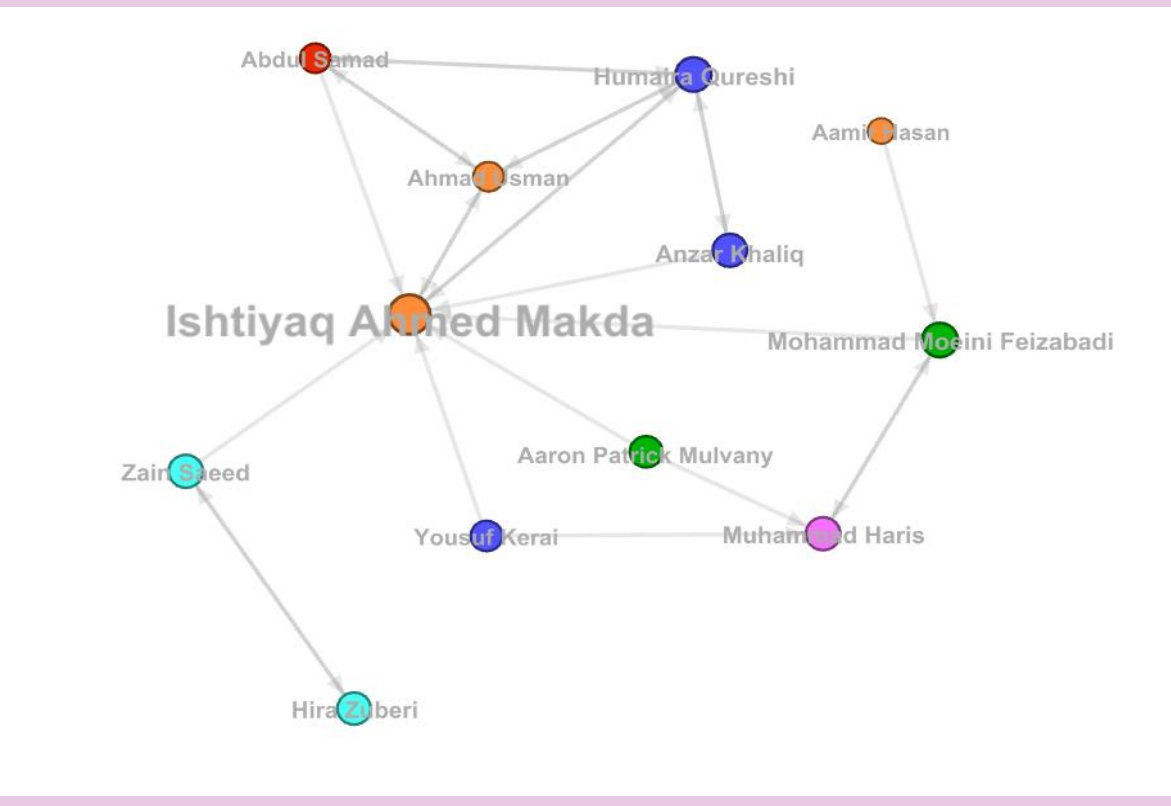 Abdul Samad
Humaira Qureshi
Aamir Hasan
Ahmad Usman
Anzar Khaliq
Ishtiyaq Ahmed Makda
Mohammad Moeini Feizabadi
Aaron Patrick Mulvany
Zain Saeed
Yousuf Kerai
Muhammad Haris
Hira Zuberi